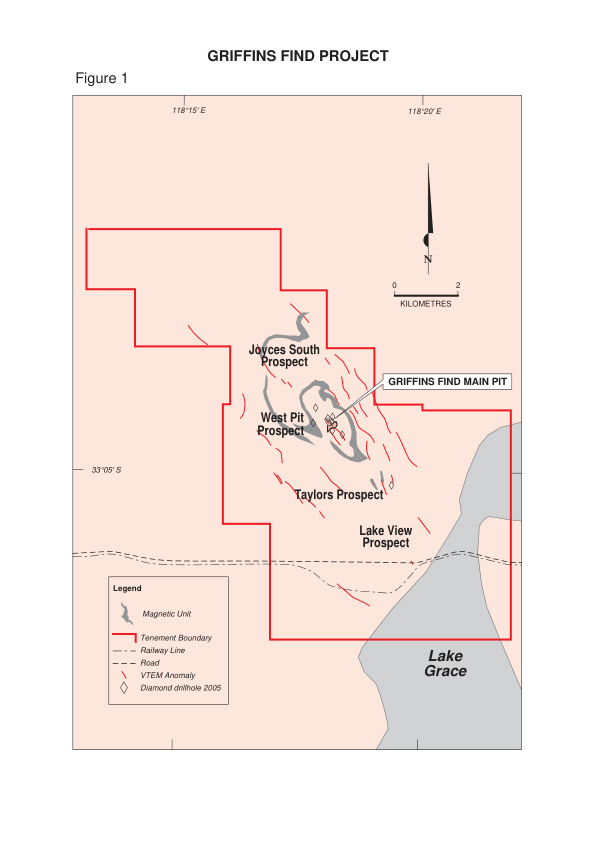 GRIFFINS FIND PROJECT
Figure 1
118°15' E
118°20' E
N
0 2
KILOMETRES
Joyces South
Prospect
GRIFFINS FIND MAIN PIT
West Pit
Prospect
33°05' S
Taylors Prospect
Lake View
Prospect
Legend
Magnetic Unit
Tenement Boundary
Railway Line
Road
VTEM Anomaly
Diamond drillhole 2005
Lake
Grace